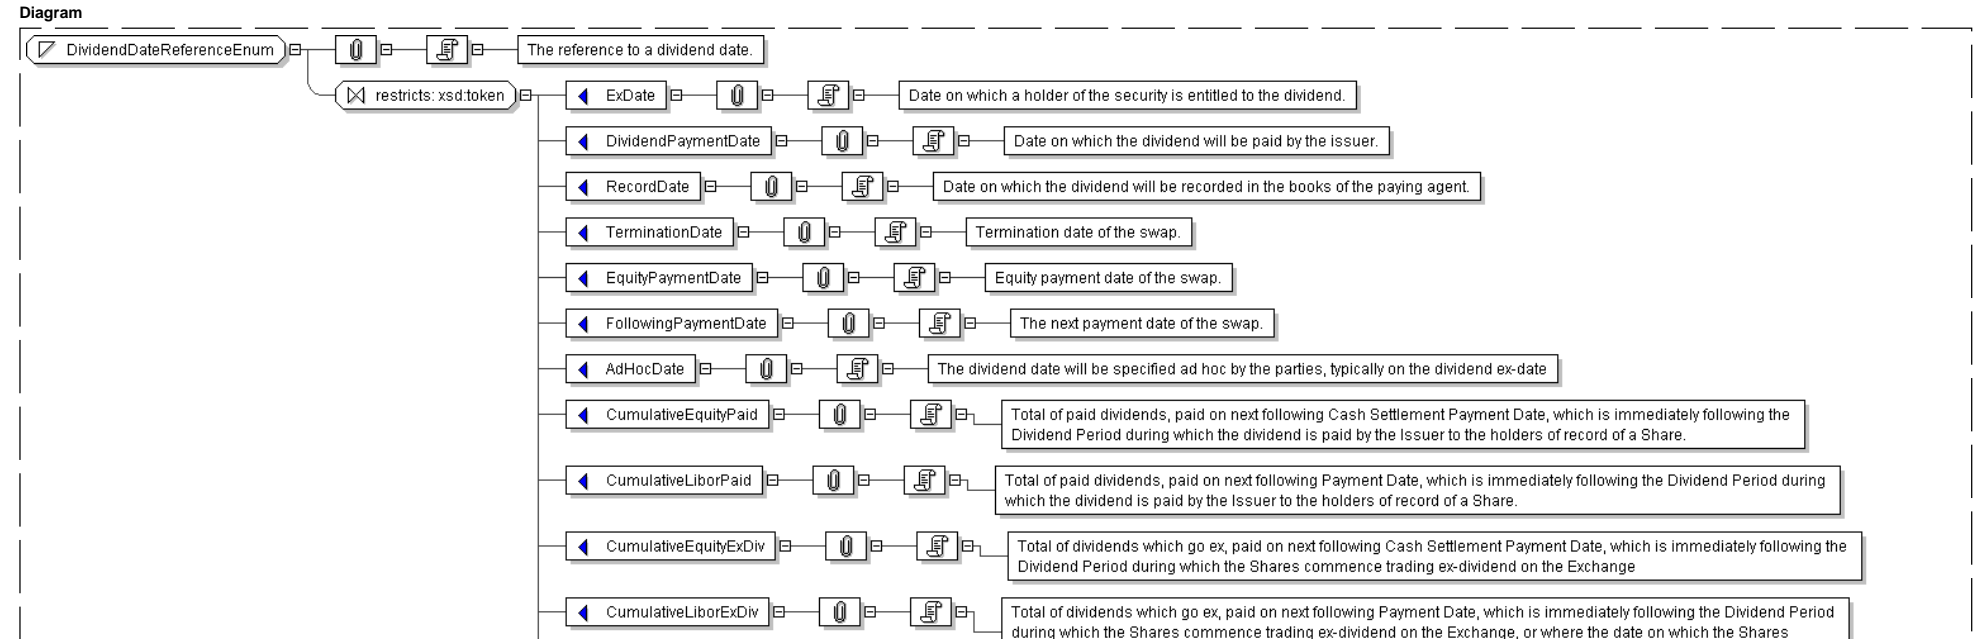 Diagram
DividendDateReferenceEnum
The reference to a dividend date.
restricts: xsd:token
ExDate
Date on which a holder of the security is entitled to the dividend.
DividendPaymentDate
Date on which the dividend will be paid by the issuer.
RecordDate
Date on which the dividend will be recorded in the books of the paying agent.
TerminationDate
Termination date of the swap.
EquityPaymentDate
Equity payment date of the swap.
FollowingPaymentDate
The next payment date of the swap.
AdHocDate
The dividend date will be specified ad hoc by the parties, typically on the dividend ex-date
CumulativeEquityPaid
Total of paid dividends, paid on next following Cash Settlement Payment Date, which is immediately following the
Dividend Period during which the dividend is paid by the Issuer to the holders of record of a Share.
CumulativeLiborPaid
Total of paid dividends, paid on next following Payment Date, which is immediately following the Dividend Period during
which the dividend is paid by the Issuer to the holders of record of a Share.
CumulativeEquityExDiv
Total of dividends which go ex, paid on next following Cash Settlement Payment Date, which is immediately following the
Dividend Period during which the Shares commence trading ex-dividend on the Exchange
CumulativeLiborExDiv
Total of dividends which go ex, paid on next following Payment Date, which is immediately following the Dividend Period
during which the Shares commence trading ex-dividend on the Exchange, or where the date on which the Shares